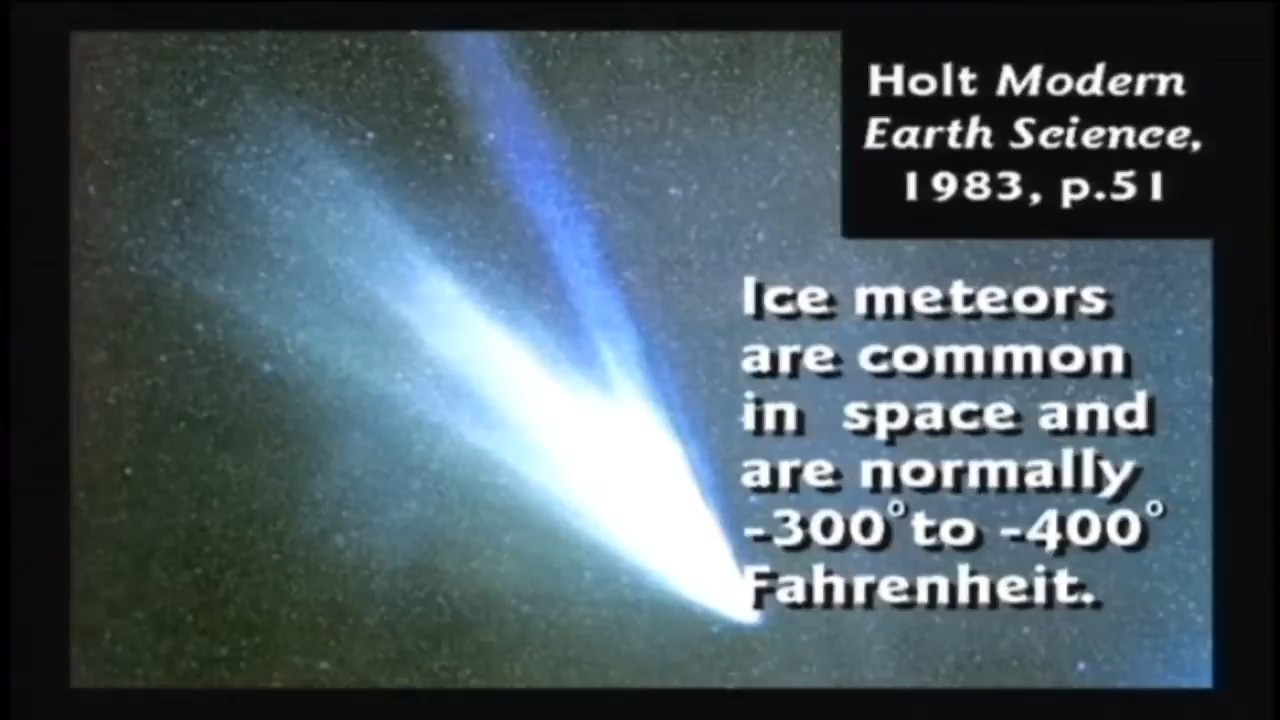 Holt Modern
Earth Science,
1983, p.51
Ice meteors
are common
in space and
are normally
-300° to -400°
Fahrenheit.